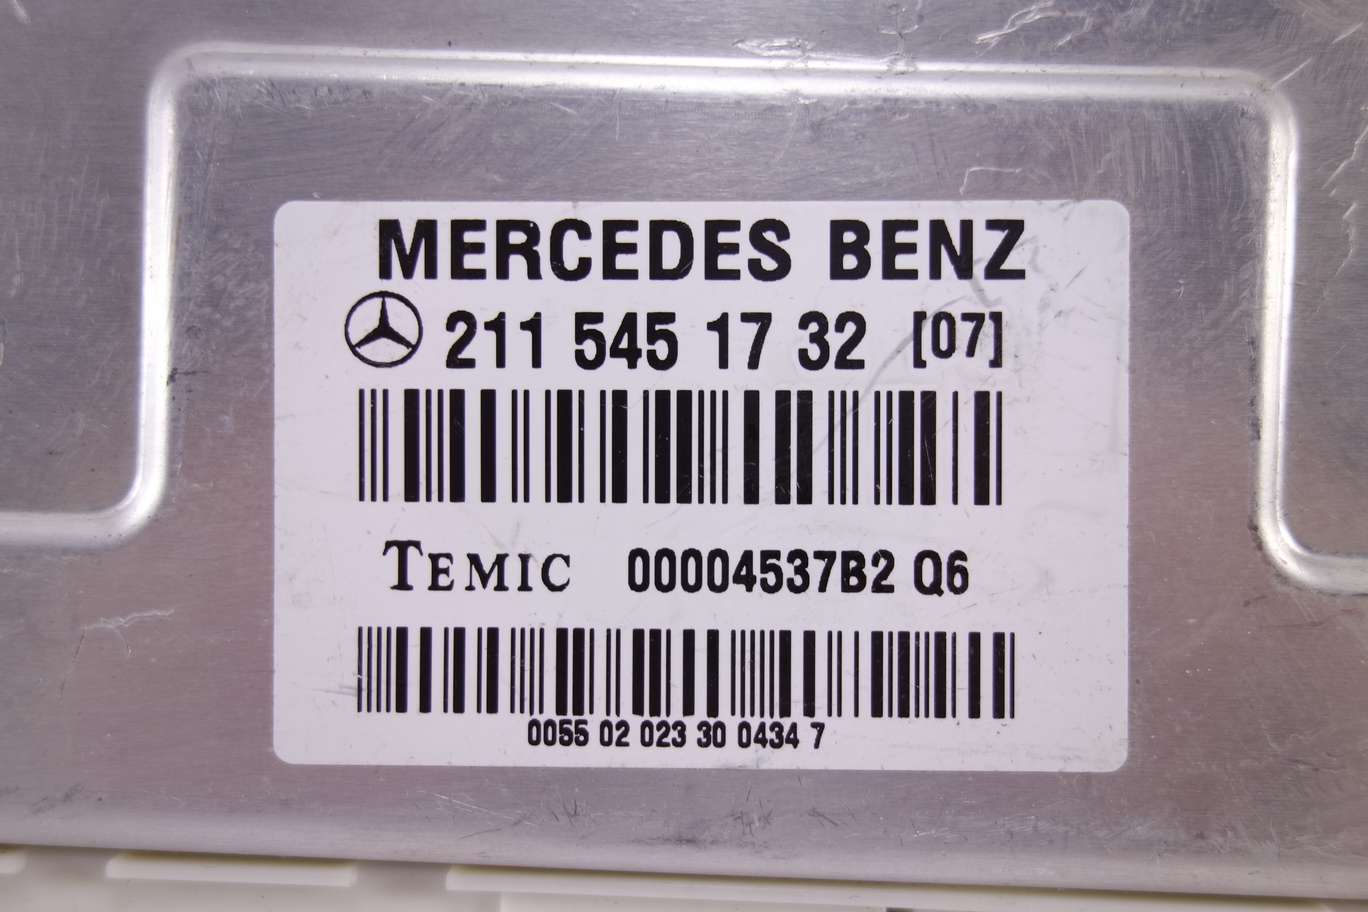 MERCEDES BENZ
211 545 17 32 [07]
TEMIC 00004537B2 Q6
0055 02 023 30 0434 7